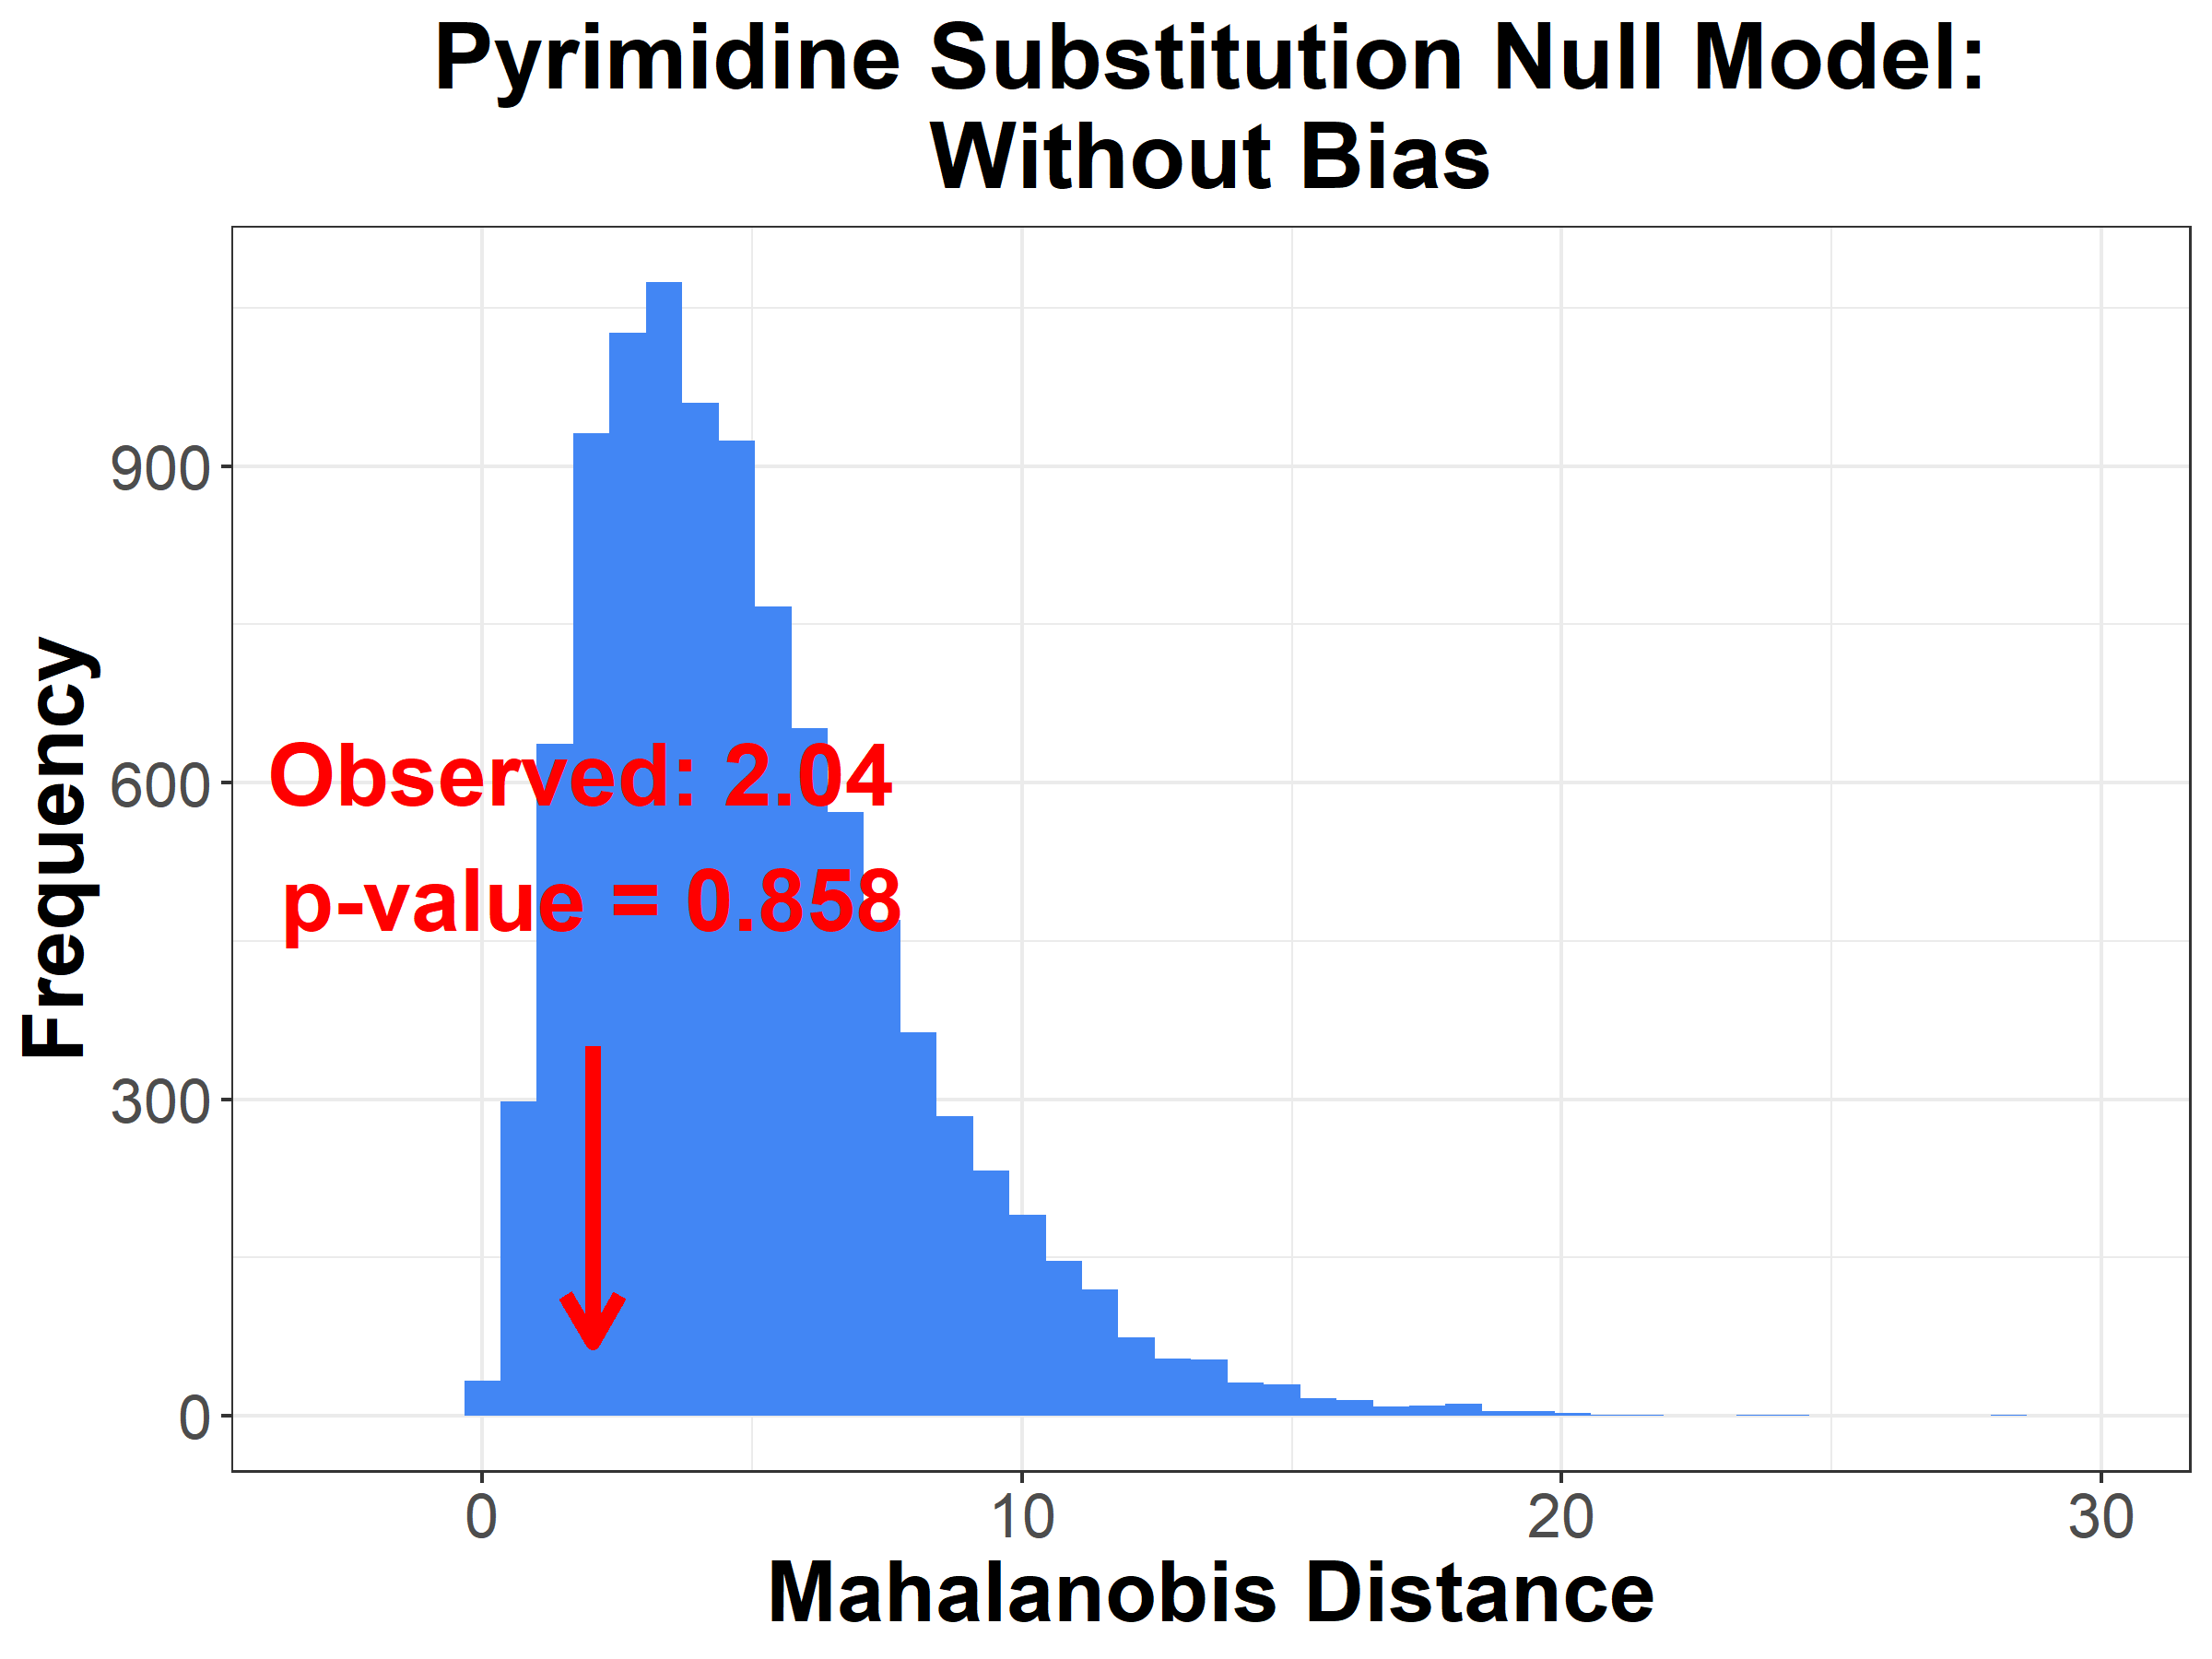 Pyrimidine Substitution Null Model:
Without Bias
Frequency
900
600
300
0
Observed: 2.04
p-value = 0.858
0 10 20 30
Mahalanobis Distance